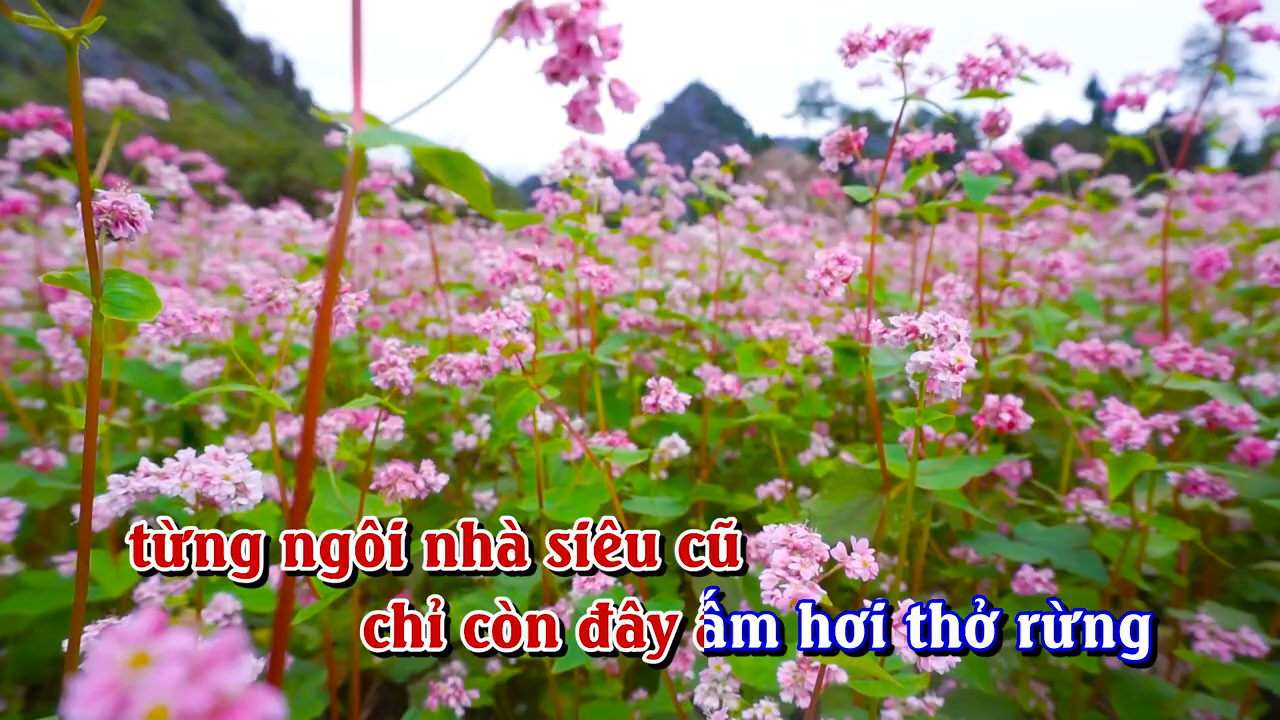 từng ngôi nhà siêu cũ
chỉ còn đây ấm hơi thở rừng